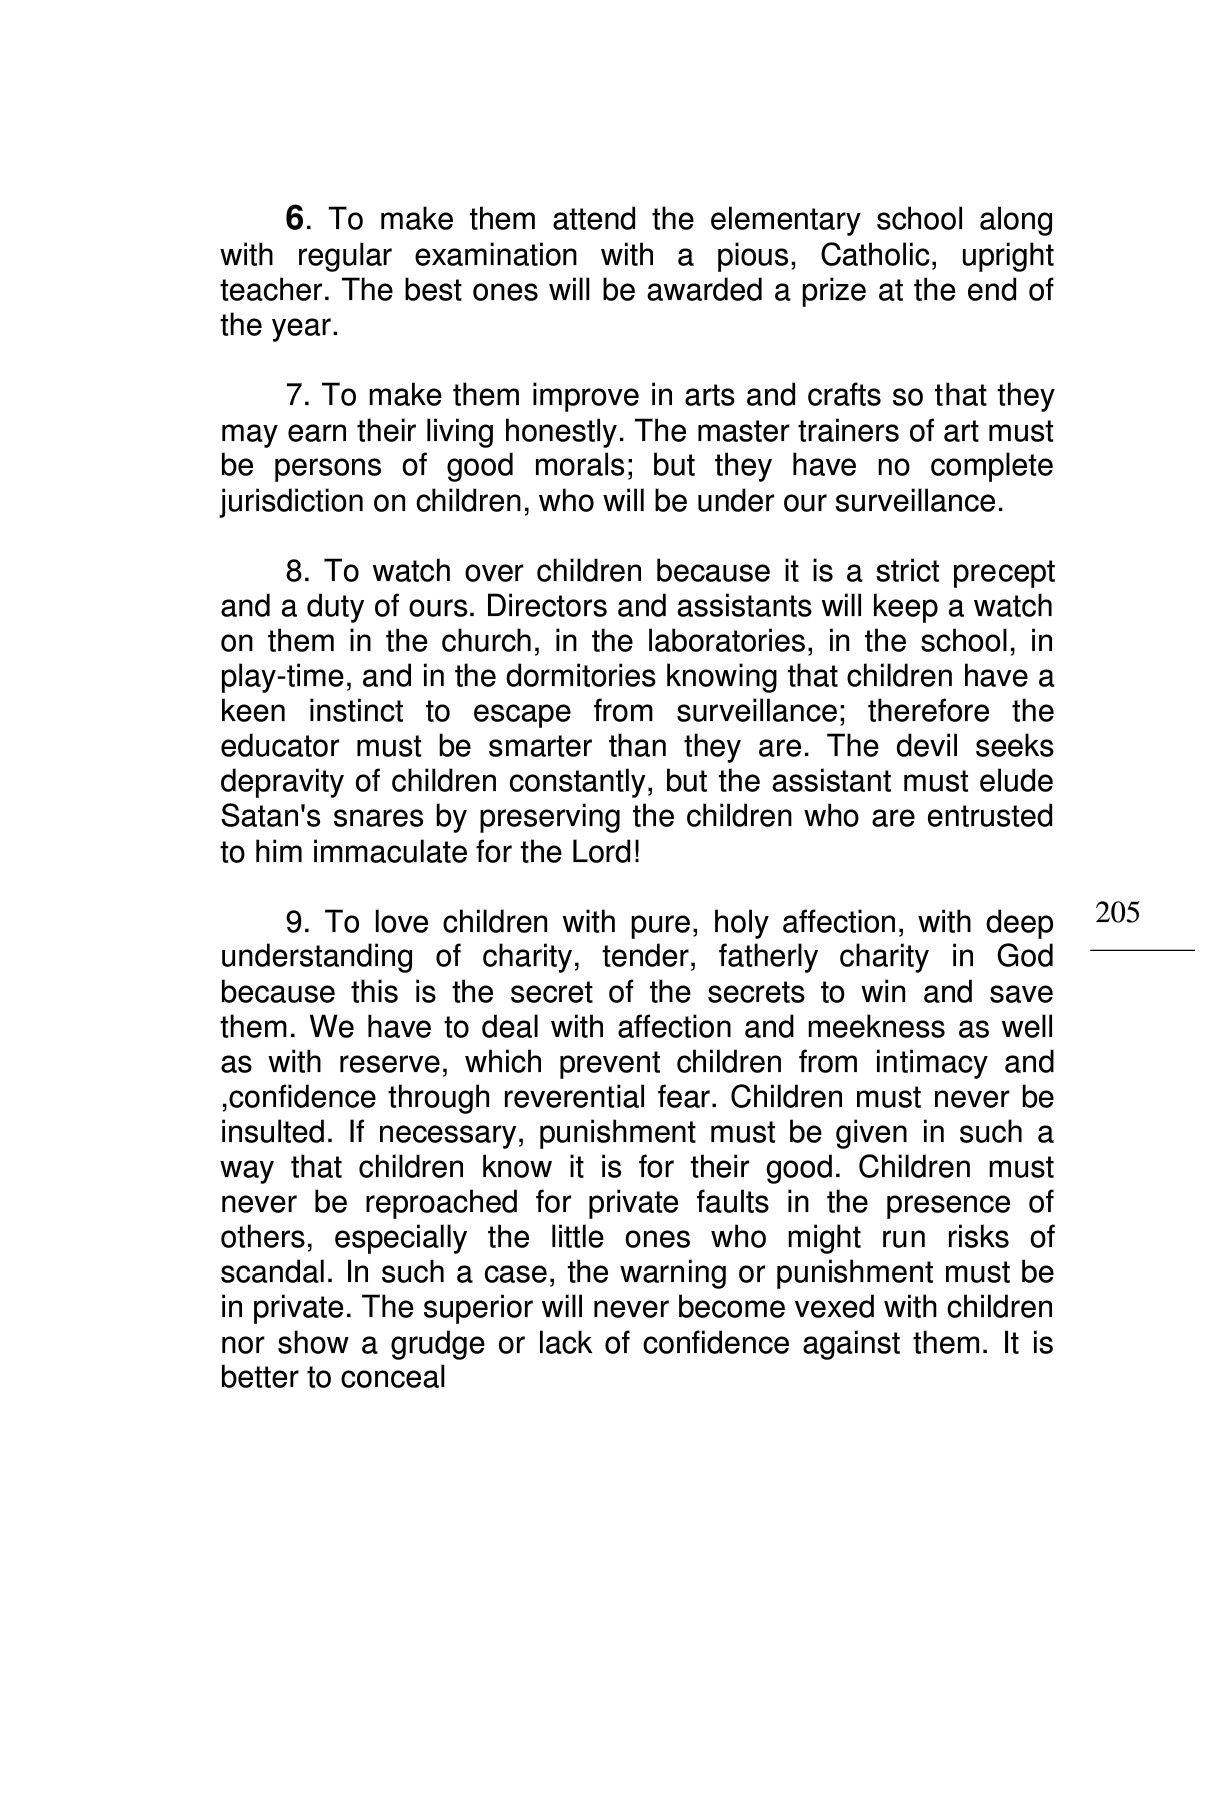 6. To make them attend the elementary school along
with regular examination with a pious, Catholic, upright
teacher. The best ones will be awarded a prize at the end of
the year.
7. To make them improve in arts and crafts so that they
may earn their living honestly. The master trainers of art must
be persons of good morals; but they have no complete
jurisdiction on children, who will be under our surveillance.
8. To watch over children because it is a strict precept
and a duty of ours. Directors and assistants will keep a watch
on them in the church, in the laboratories, in the school, in
play-time, and in the dormitories knowing that children have a
keen instinct to escape from surveillance; therefore the
educator must be smarter than they are. The devil seeks
depravity of children constantly, but the assistant must elude
Satan's snares by preserving the children who are entrusted
to him immaculate for the Lord!
9. To love children with pure, holy affection, with deep
understanding of charity, tender, fatherly charity in God
because this is the secret of the secrets to win and save
them. We have to deal with affection and meekness as well
as with reserve, which prevent children from intimacy and
,confidence through reverential fear. Children must never be
insulted. If necessary, punishment must be given in such a
way that children know it is for their good. Children must
never be reproached for private faults in the presence of
others, especially the little ones who might run risks of
scandal. In such a case, the warning or punishment must be
in private. The superior will never become vexed with children
nor show a grudge or lack of confidence against them. It is
better to conceal
205